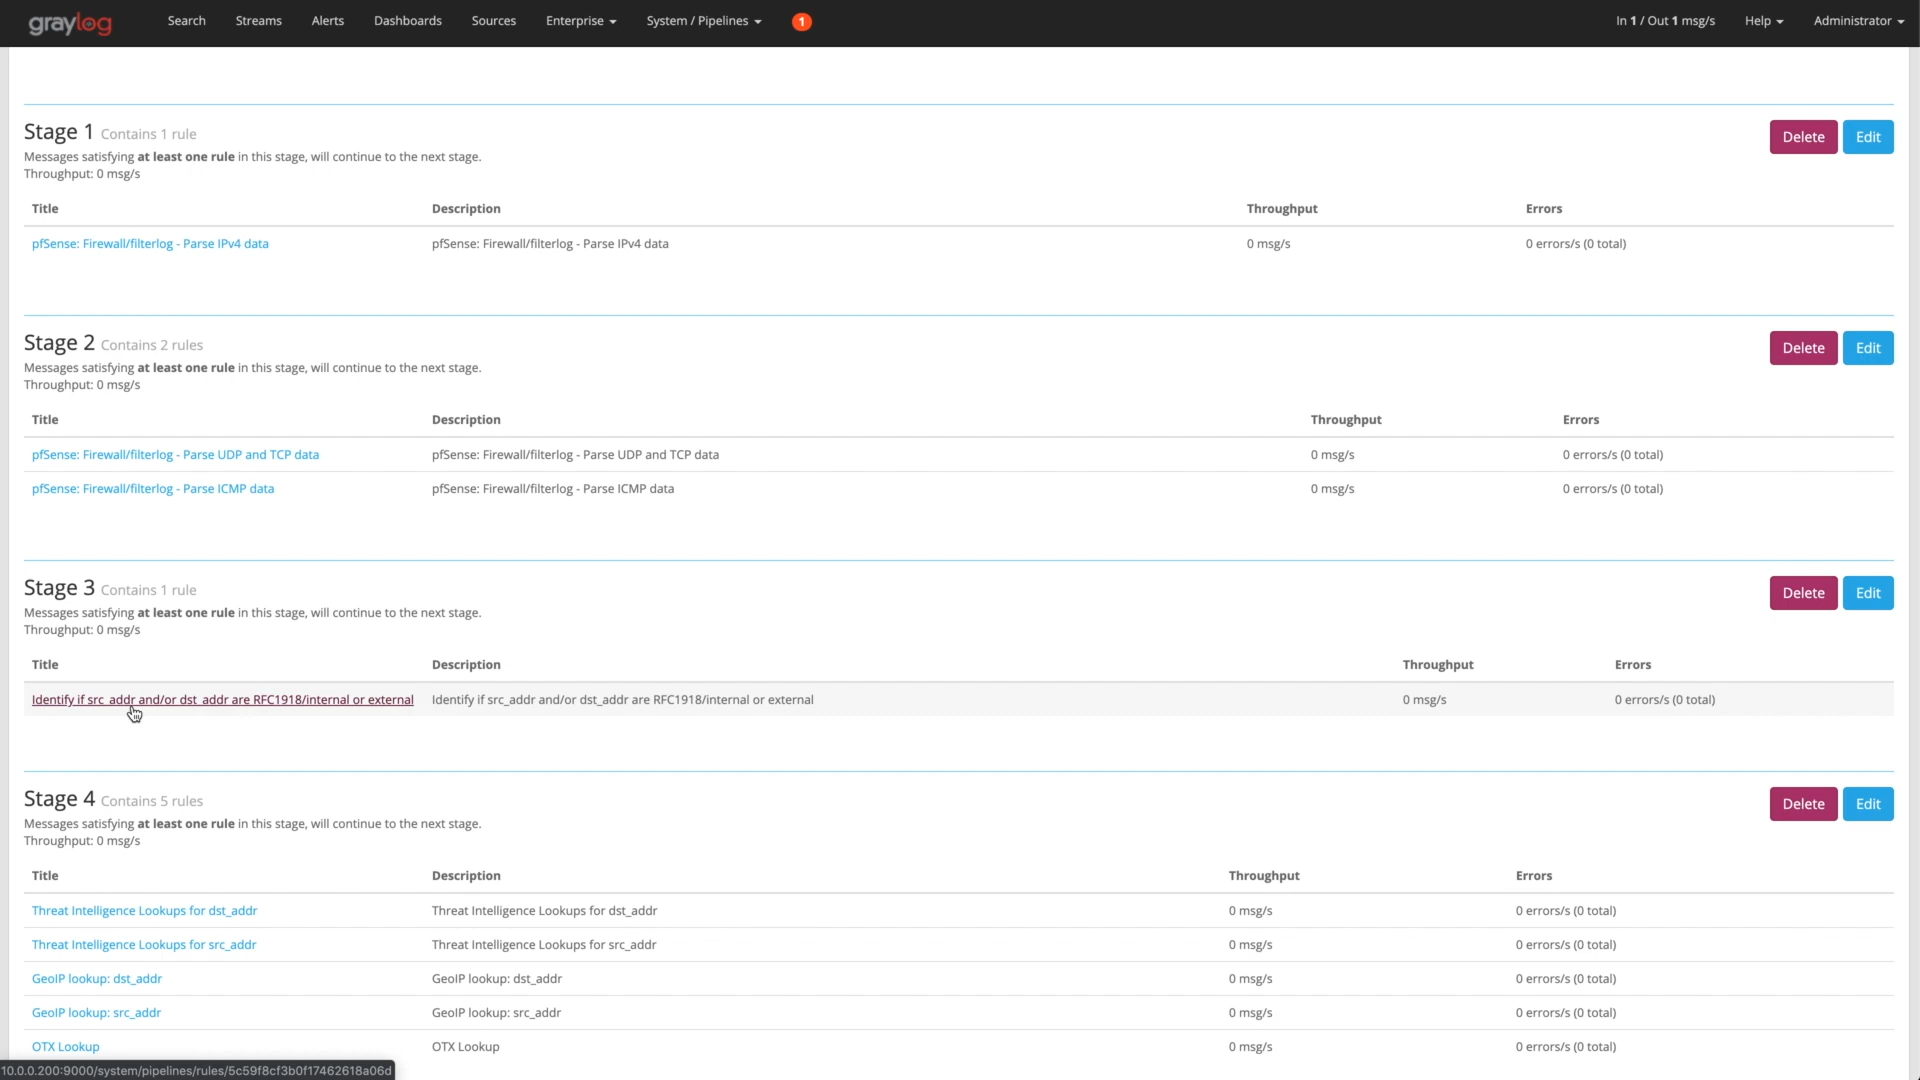 graylog Search Streams Alerts Dashboards Sources Enterprise System / Pipelines 1 In 1 / Out 1 msg/s Help Administrator
Stage 1 Contains 1 rule Delete Edit
Messages satisfying at least one rule in this stage, will continue to the next stage.
Throughput: 0 msg/s
Title Description Throughput Errors
pfSense: Firewall/filterlog - Parse IPv4 data pfSense: Firewall/filterlog - Parse IPv4 data 0 msg/s 0 errors/s (0 total)
Stage 2 Contains 2 rules Delete Edit
Messages satisfying at least one rule in this stage, will continue to the next stage.
Throughput: 0 msg/s
Title Description Throughput Errors
pfSense: Firewall/filterlog - Parse UDP and TCP data pfSense: Firewall/filterlog - Parse UDP and TCP data 0 msg/s 0 errors/s (0 total)
pfSense: Firewall/filterlog - Parse ICMP data pfSense: Firewall/filterlog - Parse ICMP data 0 msg/s 0 errors/s (0 total)
Stage 3 Contains 1 rule Delete Edit
Messages satisfying at least one rule in this stage, will continue to the next stage.
Throughput: 0 msg/s
Title Description Throughput Errors
Identify if src_addr and/or dst_addr are RFC1918/internal or external Identify if src_addr and/or dst_addr are RFC1918/internal or external 0 msg/s 0 errors/s (0 total)
Stage 4 Contains 5 rules Delete Edit
Messages satisfying at least one rule in this stage, will continue to the next stage.
Throughput: 0 msg/s
Title Description Throughput Errors
Threat Intelligence Lookups for dst_addr Threat Intelligence Lookups for dst_addr 0 msg/s 0 errors/s (0 total)
Threat Intelligence Lookups for src_addr Threat Intelligence Lookups for src_addr 0 msg/s 0 errors/s (0 total)
GeoIP lookup: dst_addr GeoIP lookup: dst_addr 0 msg/s 0 errors/s (0 total)
GeoIP lookup: src_addr GeoIP lookup: src_addr 0 msg/s 0 errors/s (0 total)
OTX Lookup OTX Lookup 0 msg/s 0 errors/s (0 total)
10.0.0.200:9000/system/pipelines/rules/5c59f8cf3b0f17462618a06d